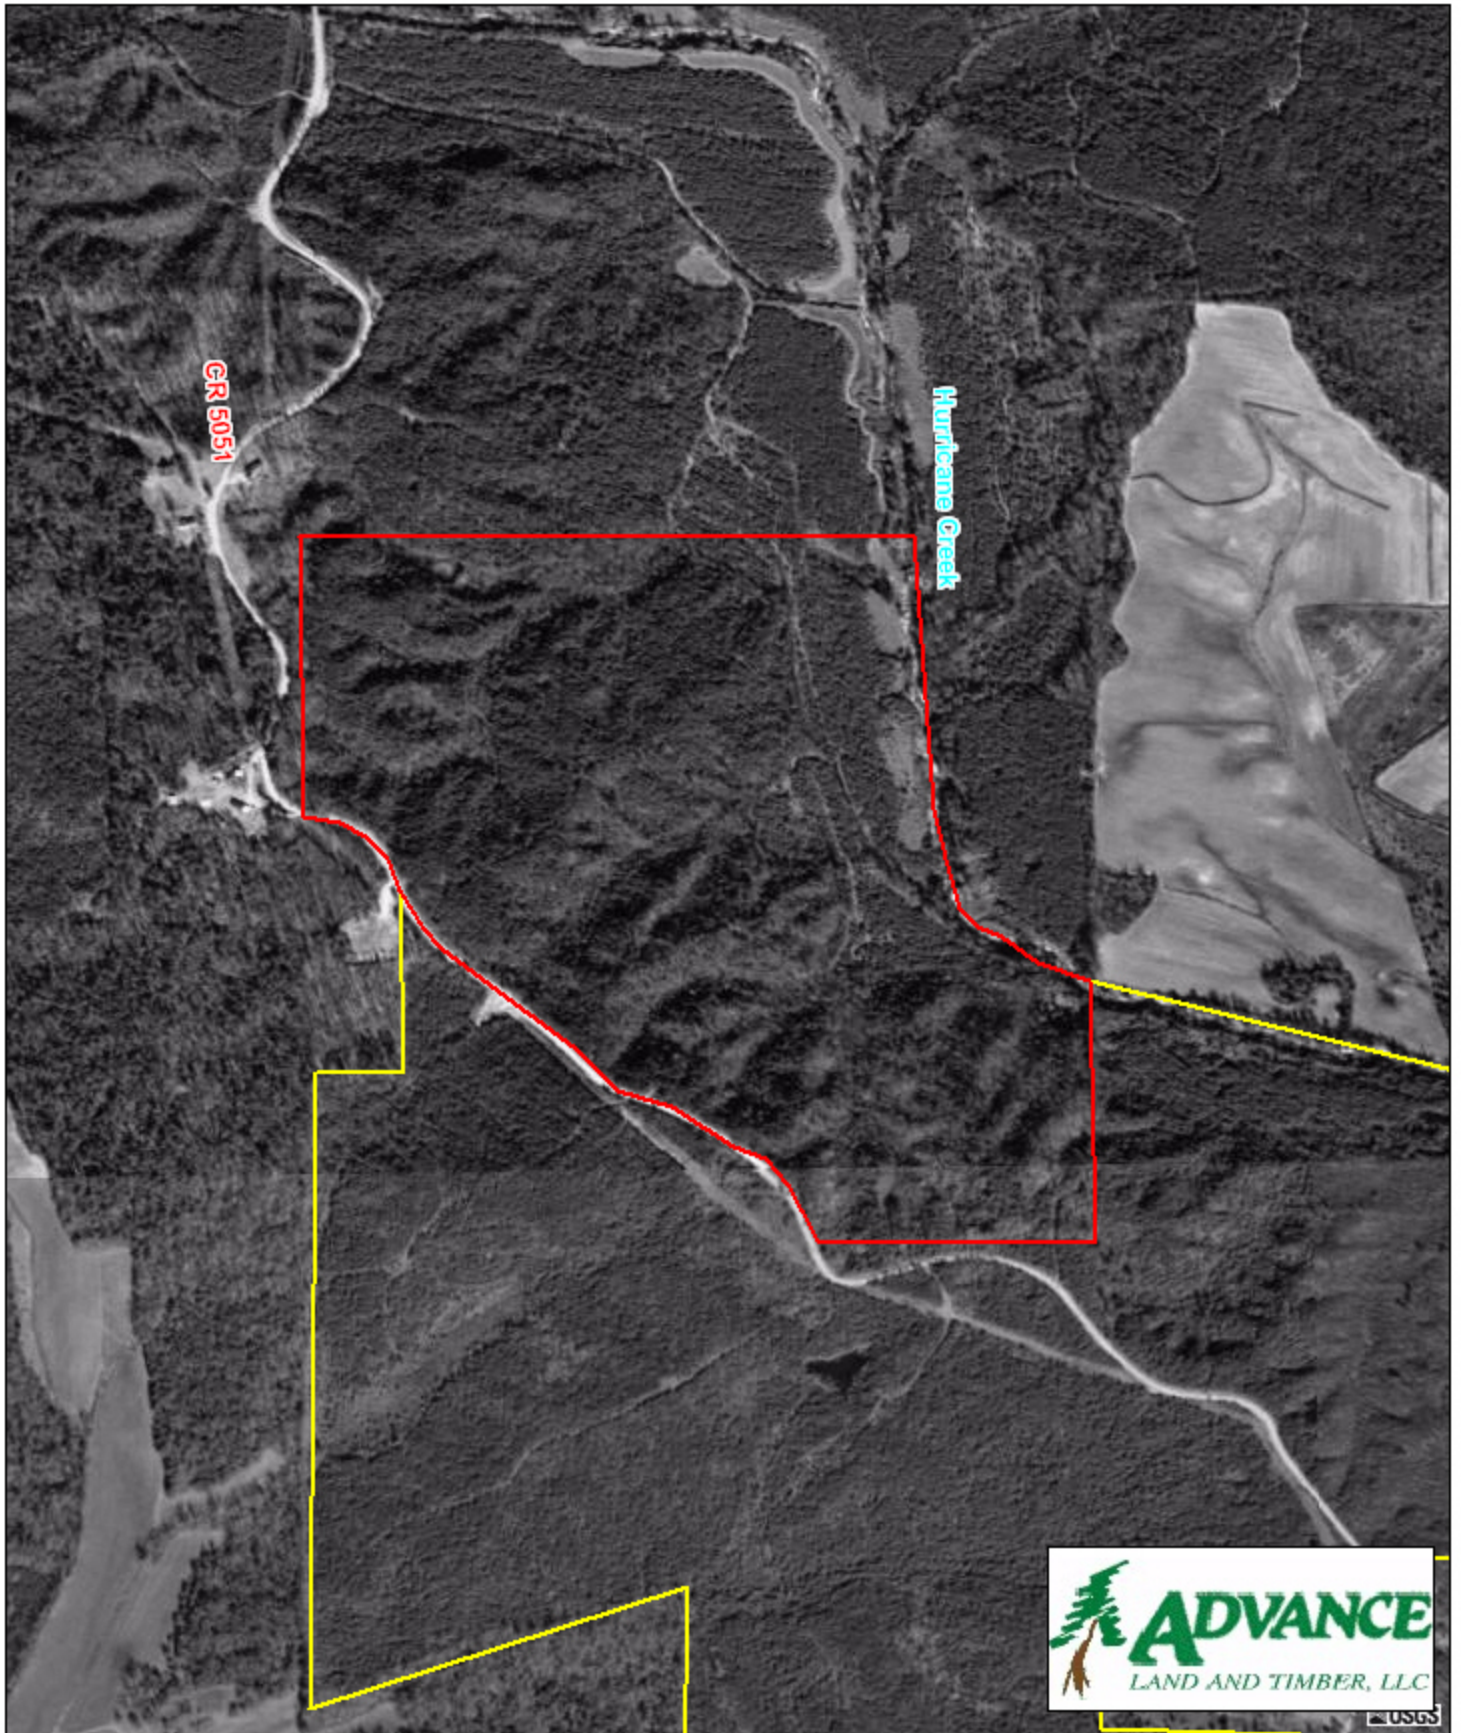 CR 5051
Hurricane Creek
ADVANCE
LAND AND TIMBER, LLC
USGS